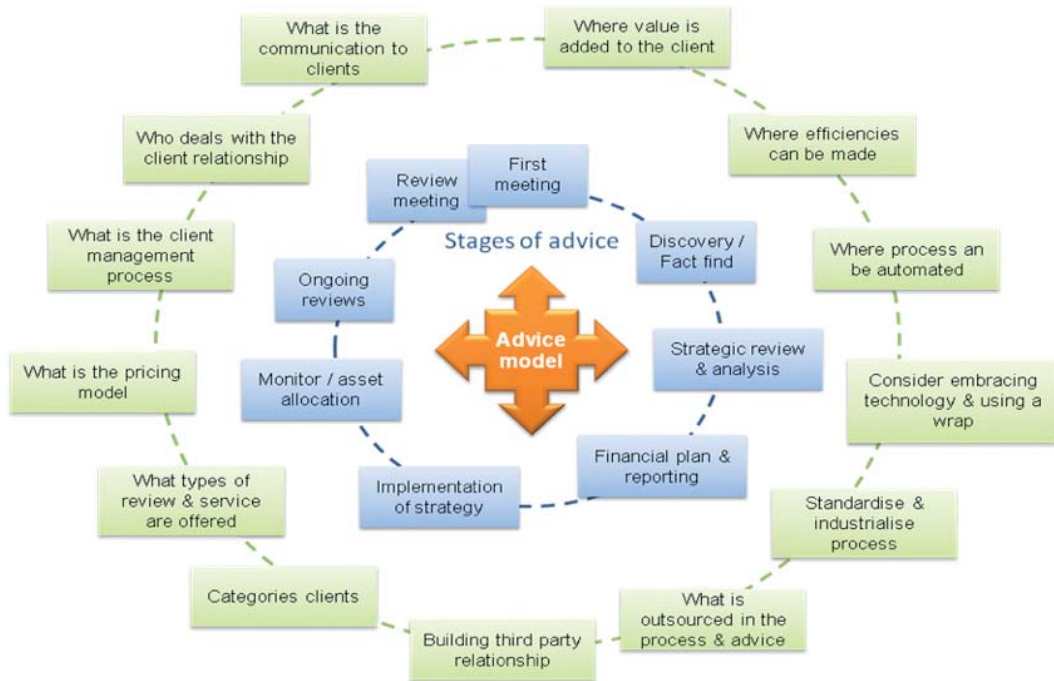 What is the
communication to
clients
Where value is
added to the client
Who deals with the
client relationship
Where efficiencies
can be made
Review
meeting
First
meeting
Stages of advice
What is the client
management
process
Discovery /
Fact find
Where process an
be automated
Ongoing
reviews
Advice
model
Strategic review
& analysis
What is the pricing
model
Monitor / asset
allocation
Consider embracing
technology & using a
wrap
Financial plan &
reporting
What types of
review & service
are offered
Implementation
of strategy
Standardise &
industrialise
process
Categories clients
What is
outsourced in the
process & advice
Building third party
relationship